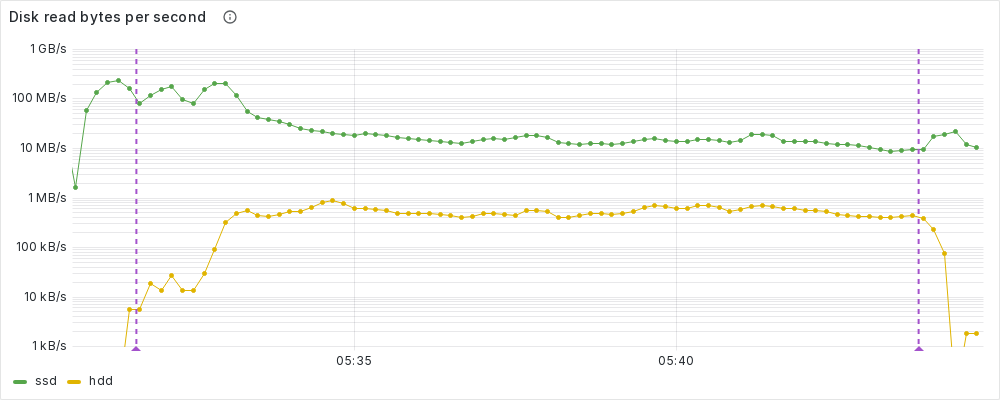 Disk read bytes per second
1 GB/s
100 MB/s
10 MB/s
1 MB/s
100 kB/s
10 kB/s
1 kB/s
05:35 05:40
ssd hdd